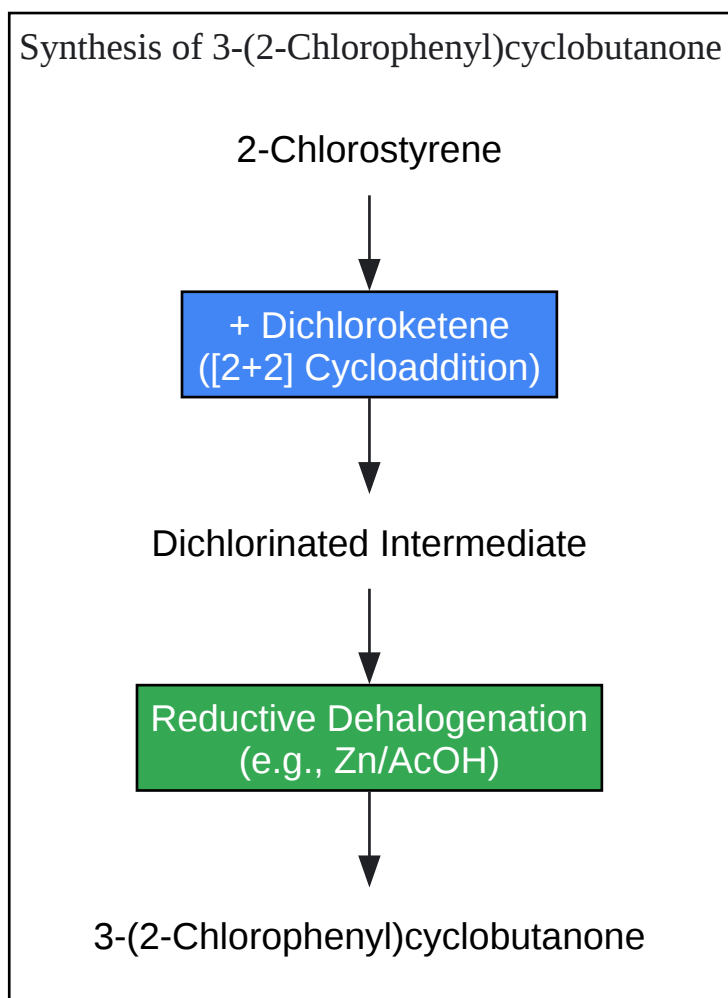 Synthesis of 3-(2-Chlorophenyl)cyclobutanone
2-Chlorostyrene
+ Dichloroketene
([2+2] Cycloaddition)
Dichlorinated Intermediate
Reductive Dehalogenation
(e.g., Zn/AcOH)
3-(2-Chlorophenyl)cyclobutanone